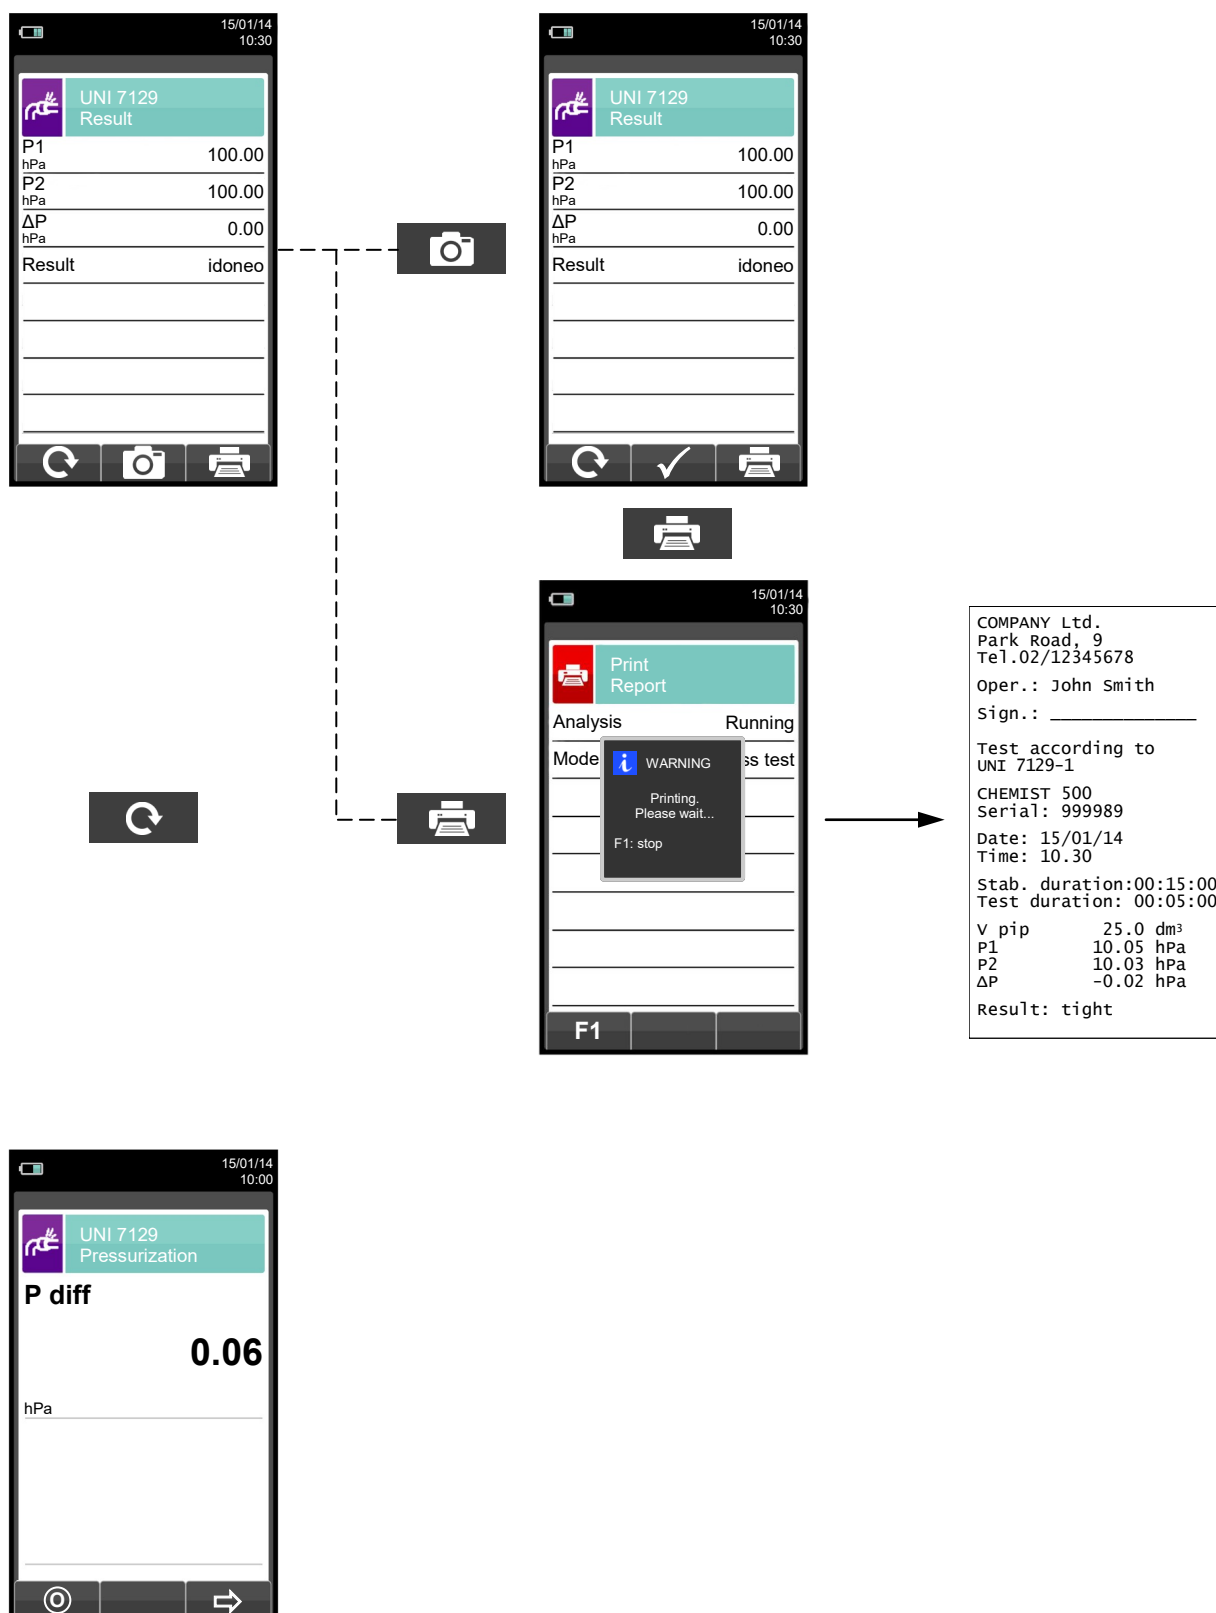 15/01/14
10:30
UNI 7129
Result
P1
hPa
100.00
P2
hPa
100.00
ΔP
hPa
0.00
Result idoneo
15/01/14
10:30
UNI 7129
Result
P1
hPa
100.00
P2
hPa
100.00
ΔP
hPa
0.00
Result idoneo
15/01/14
10:30
Print
Report
Analysis Running
Mode ss test
i WARNING
Printing.
Please wait...
F1: stop
F1
COMPANY Ltd.
Park Road, 9
Tel.02/12345678
Oper.: John Smith
Sign.: ______________
Test according to
UNI 7129-1
CHEMIST 500
Serial: 999989
Date: 15/01/14
Time: 10.30
Stab. duration:00:15:00
Test duration: 00:05:00
V pip 25.0 dm³
P1 10.05 hPa
P2 10.03 hPa
ΔP -0.02 hPa
Result: tight
15/01/14
10:00
UNI 7129
Pressurization
P diff
0.06
hPa